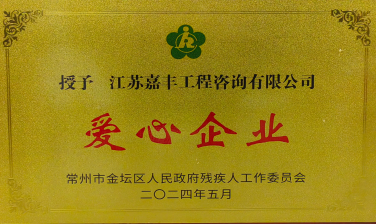 授予 江苏嘉丰工程咨询有限公司
爱心企业
常州市金坛区人民政府残疾人工作委员会
二〇二四年五月